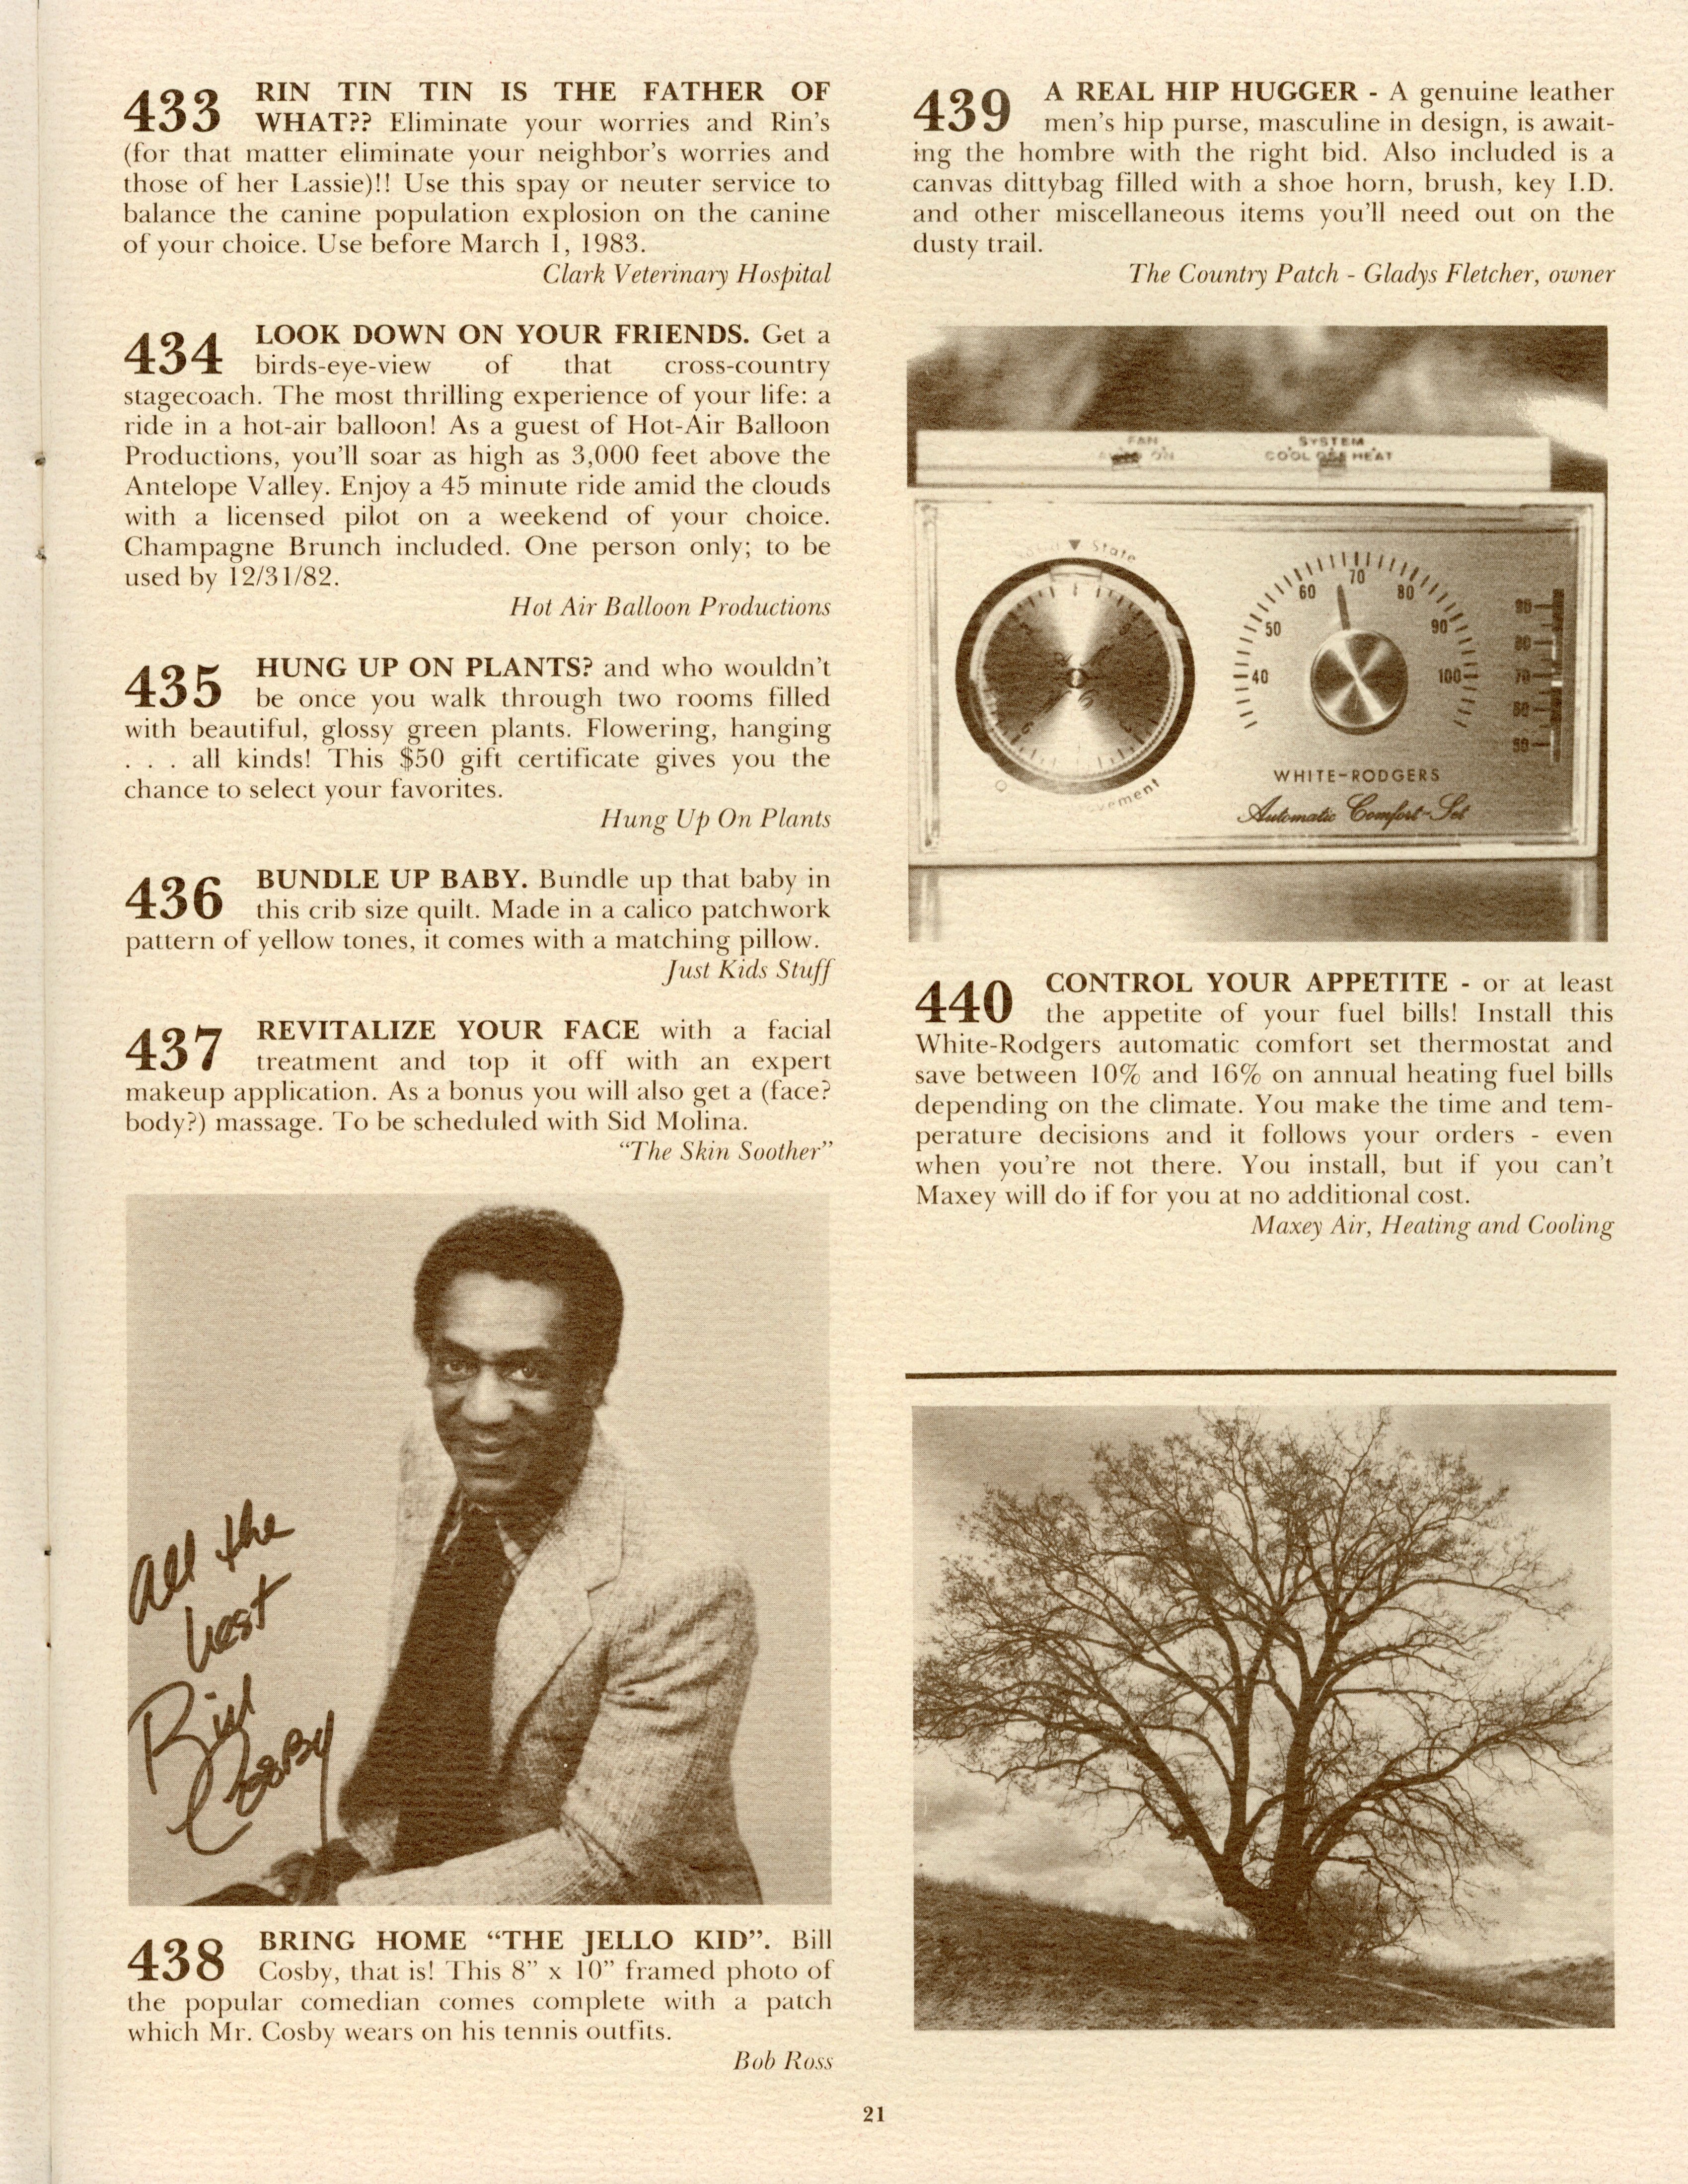 433 RIN TIN TIN IS THE FATHER OF
WHAT?? Eliminate your worries and Rin's
(for that matter eliminate your neighbor's worries and
those of her Lassie)!! Use this spay or neuter service to
balance the canine population explosion on the canine
of your choice. Use before March 1, 1983.
Clark Veterinary Hospital
434 LOOK DOWN ON YOUR FRIENDS. Get a
birds-eye-view of that cross-country
stagecoach. The most thrilling experience of your life: a
ride in a hot-air balloon! As a guest of Hot-Air Balloon
Productions, you'll soar as high as 3,000 feet above the
Antelope Valley. Enjoy a 45 minute ride amid the clouds
with a licensed pilot on a weekend of your choice.
Champagne Brunch included. One person only; to be
used by 12/31/82.
Hot Air Balloon Productions
435 HUNG UP ON PLANTS? and who wouldn't
be once you walk through two rooms filled
with beautiful, glossy green plants. Flowering, hanging
. . . all kinds! This $50 gift certificate gives you the
chance to select your favorites.
Hung Up On Plants
436 BUNDLE UP BABY. Bundle up that baby in
this crib size quilt. Made in a calico patchwork
pattern of yellow tones, it comes with a matching pillow.
Just Kids Stuff
437 REVITALIZE YOUR FACE with a facial
treatment and top it off with an expert
makeup application. As a bonus you will also get a (face?
body?) massage. To be scheduled with Sid Molina.
"The Skin Soother"
All the
best
Bill
Cosby
438 BRING HOME "THE JELLO KID". Bill
Cosby, that is! This 8" x 10" framed photo of
the popular comedian comes complete with a patch
which Mr. Cosby wears on his tennis outfits.
Bob Ross
439 A REAL HIP HUGGER - A genuine leather
men's hip purse, masculine in design, is await-
ing the hombre with the right bid. Also included is a
canvas dittybag filled with a shoe horn, brush, key I.D.
and other miscellaneous items you'll need out on the
dusty trail.
The Country Patch - Gladys Fletcher, owner
FAN
ON
SYSTEM
COOL OFF HEAT
State
40 50 60 70 80 90 100
90
80
70
60
50
WHITE-RODGERS
Automatic Comfort-Set
440 CONTROL YOUR APPETITE - or at least
the appetite of your fuel bills! Install this
White-Rodgers automatic comfort set thermostat and
save between 10% and 16% on annual heating fuel bills
depending on the climate. You make the time and tem-
perature decisions and it follows your orders - even
when you're not there. You install, but if you can't
Maxey will do if for you at no additional cost.
Maxey Air, Heating and Cooling
21